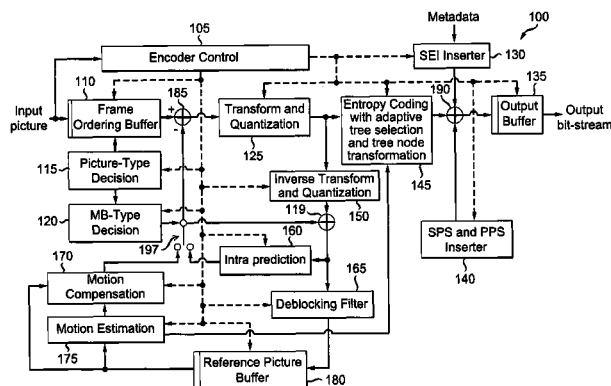 Metadata
100
105
Encoder Control
SEI Inserter
130
110
+
185
135
190
Input
picture
Frame
Ordering Buffer
-
Transform and
Quantization
125
Entropy Coding
with adaptive
tree selection
and tree node
transformation
145
Output
Buffer
Output
bit-stream
115
Picture-Type
Decision
Inverse Transform
and Quantization
150
120
MB-Type
Decision
119
197
160
Intra prediction
SPS and PPS
Inserter
140
170
Motion
Compensation
165
Deblocking Filter
Motion Estimation
175
Reference Picture
Buffer
180